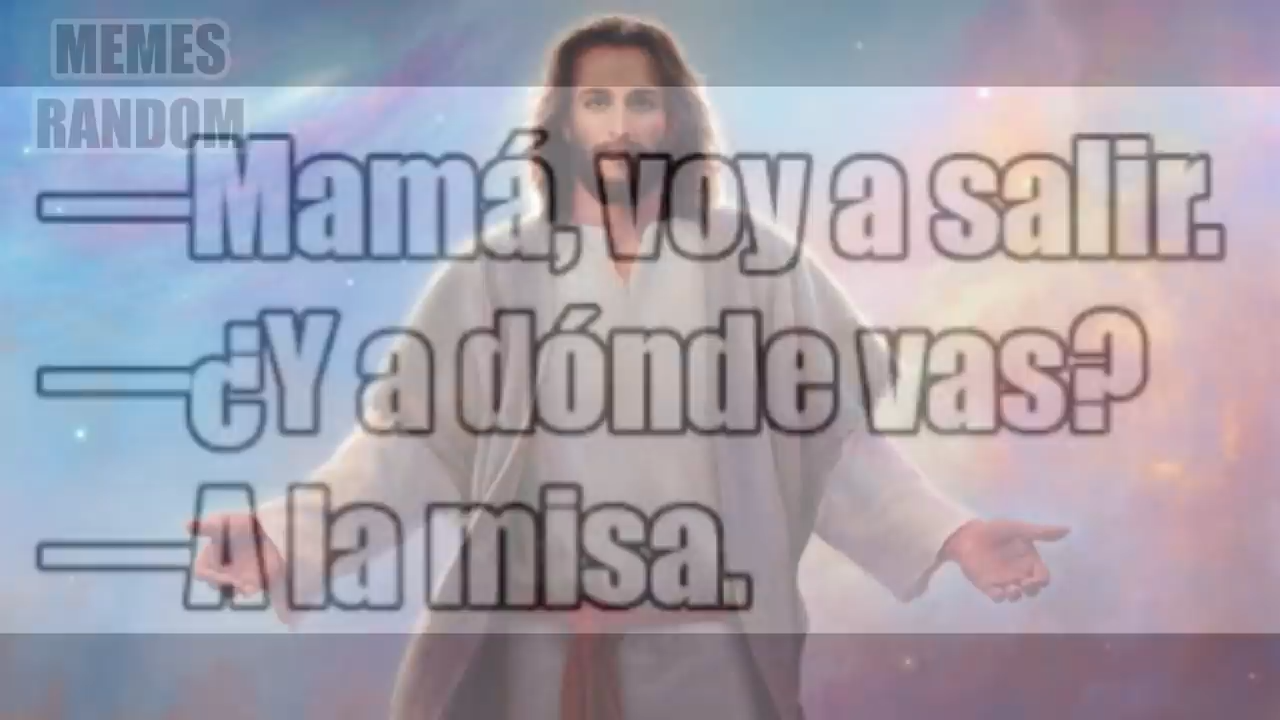 MEMES
RANDOM
—Mamá, voy a salir.
—¿Y a dónde vas?
—A la misa.